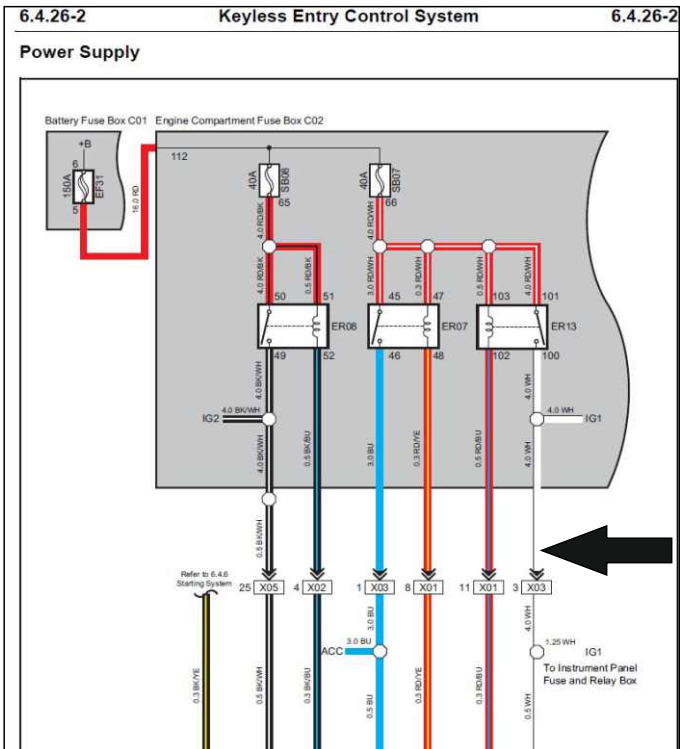 6.4.26-2 Keyless Entry Control System 6.4.26-2
Power Supply
Battery Fuse Box C01 Engine Compartment Fuse Box C02
+B
6
150A
EF31
5
16.0 RD
112
40A
SB06
65
40A
SB07
66
4.0 RD/BK
4.0 RD/WH
4.0 RD/BK
0.5 RD/BK
3.0 RD/WH
0.3 RD/WH
0.5 RD/WH
4.0 RD/WH
50 51 45 47 103 101
ER08 ER07 ER13
49 52 46 48 102 100
4.0 BK/WH
4.0 WH
IG2 4.0 BK/WH
4.0 WH IG1
4.0 BK/WH
0.5 BK/BU
3.0 BU
0.3 RD/YE
0.5 RD/BU
4.0 WH
0.5 BK/WH
Refer to 6.4.6
Starting System
25 X05 4 X02 1 X03 8 X01 11 X01 3 X03
3.0 BU
4.0 WH
ACC 3.0 BU
1.25 WH IG1
To Instrument Panel
Fuse and Relay Box
0.3 BK/YE
0.5 BK/WH
0.3 BK/BU
0.5 BU
0.3 RD/YE
0.3 RD/BU
0.5 WH